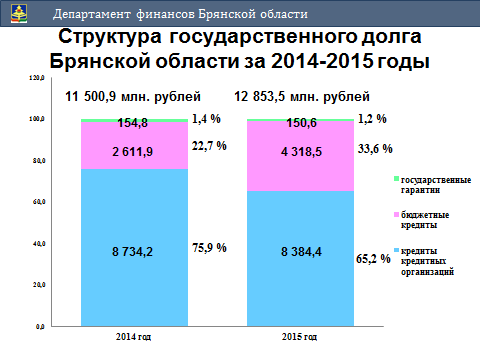 Департамент финансов Брянской области
Структура государственного долга
Брянской области за 2014-2015 годы
120,0
100,0
80,0
60,0
40,0
20,0
0,0
11 500,9 млн. рублей
12 853,5 млн. рублей
154,8
1,4 %
150,6
1,2 %
2 611,9
22,7 %
4 318,5
33,6 %
8 734,2
75,9 %
8 384,4
65,2 %
государственные
гарантии
бюджетные
кредиты
кредиты
кредитных
организаций
2014 год
2015 год